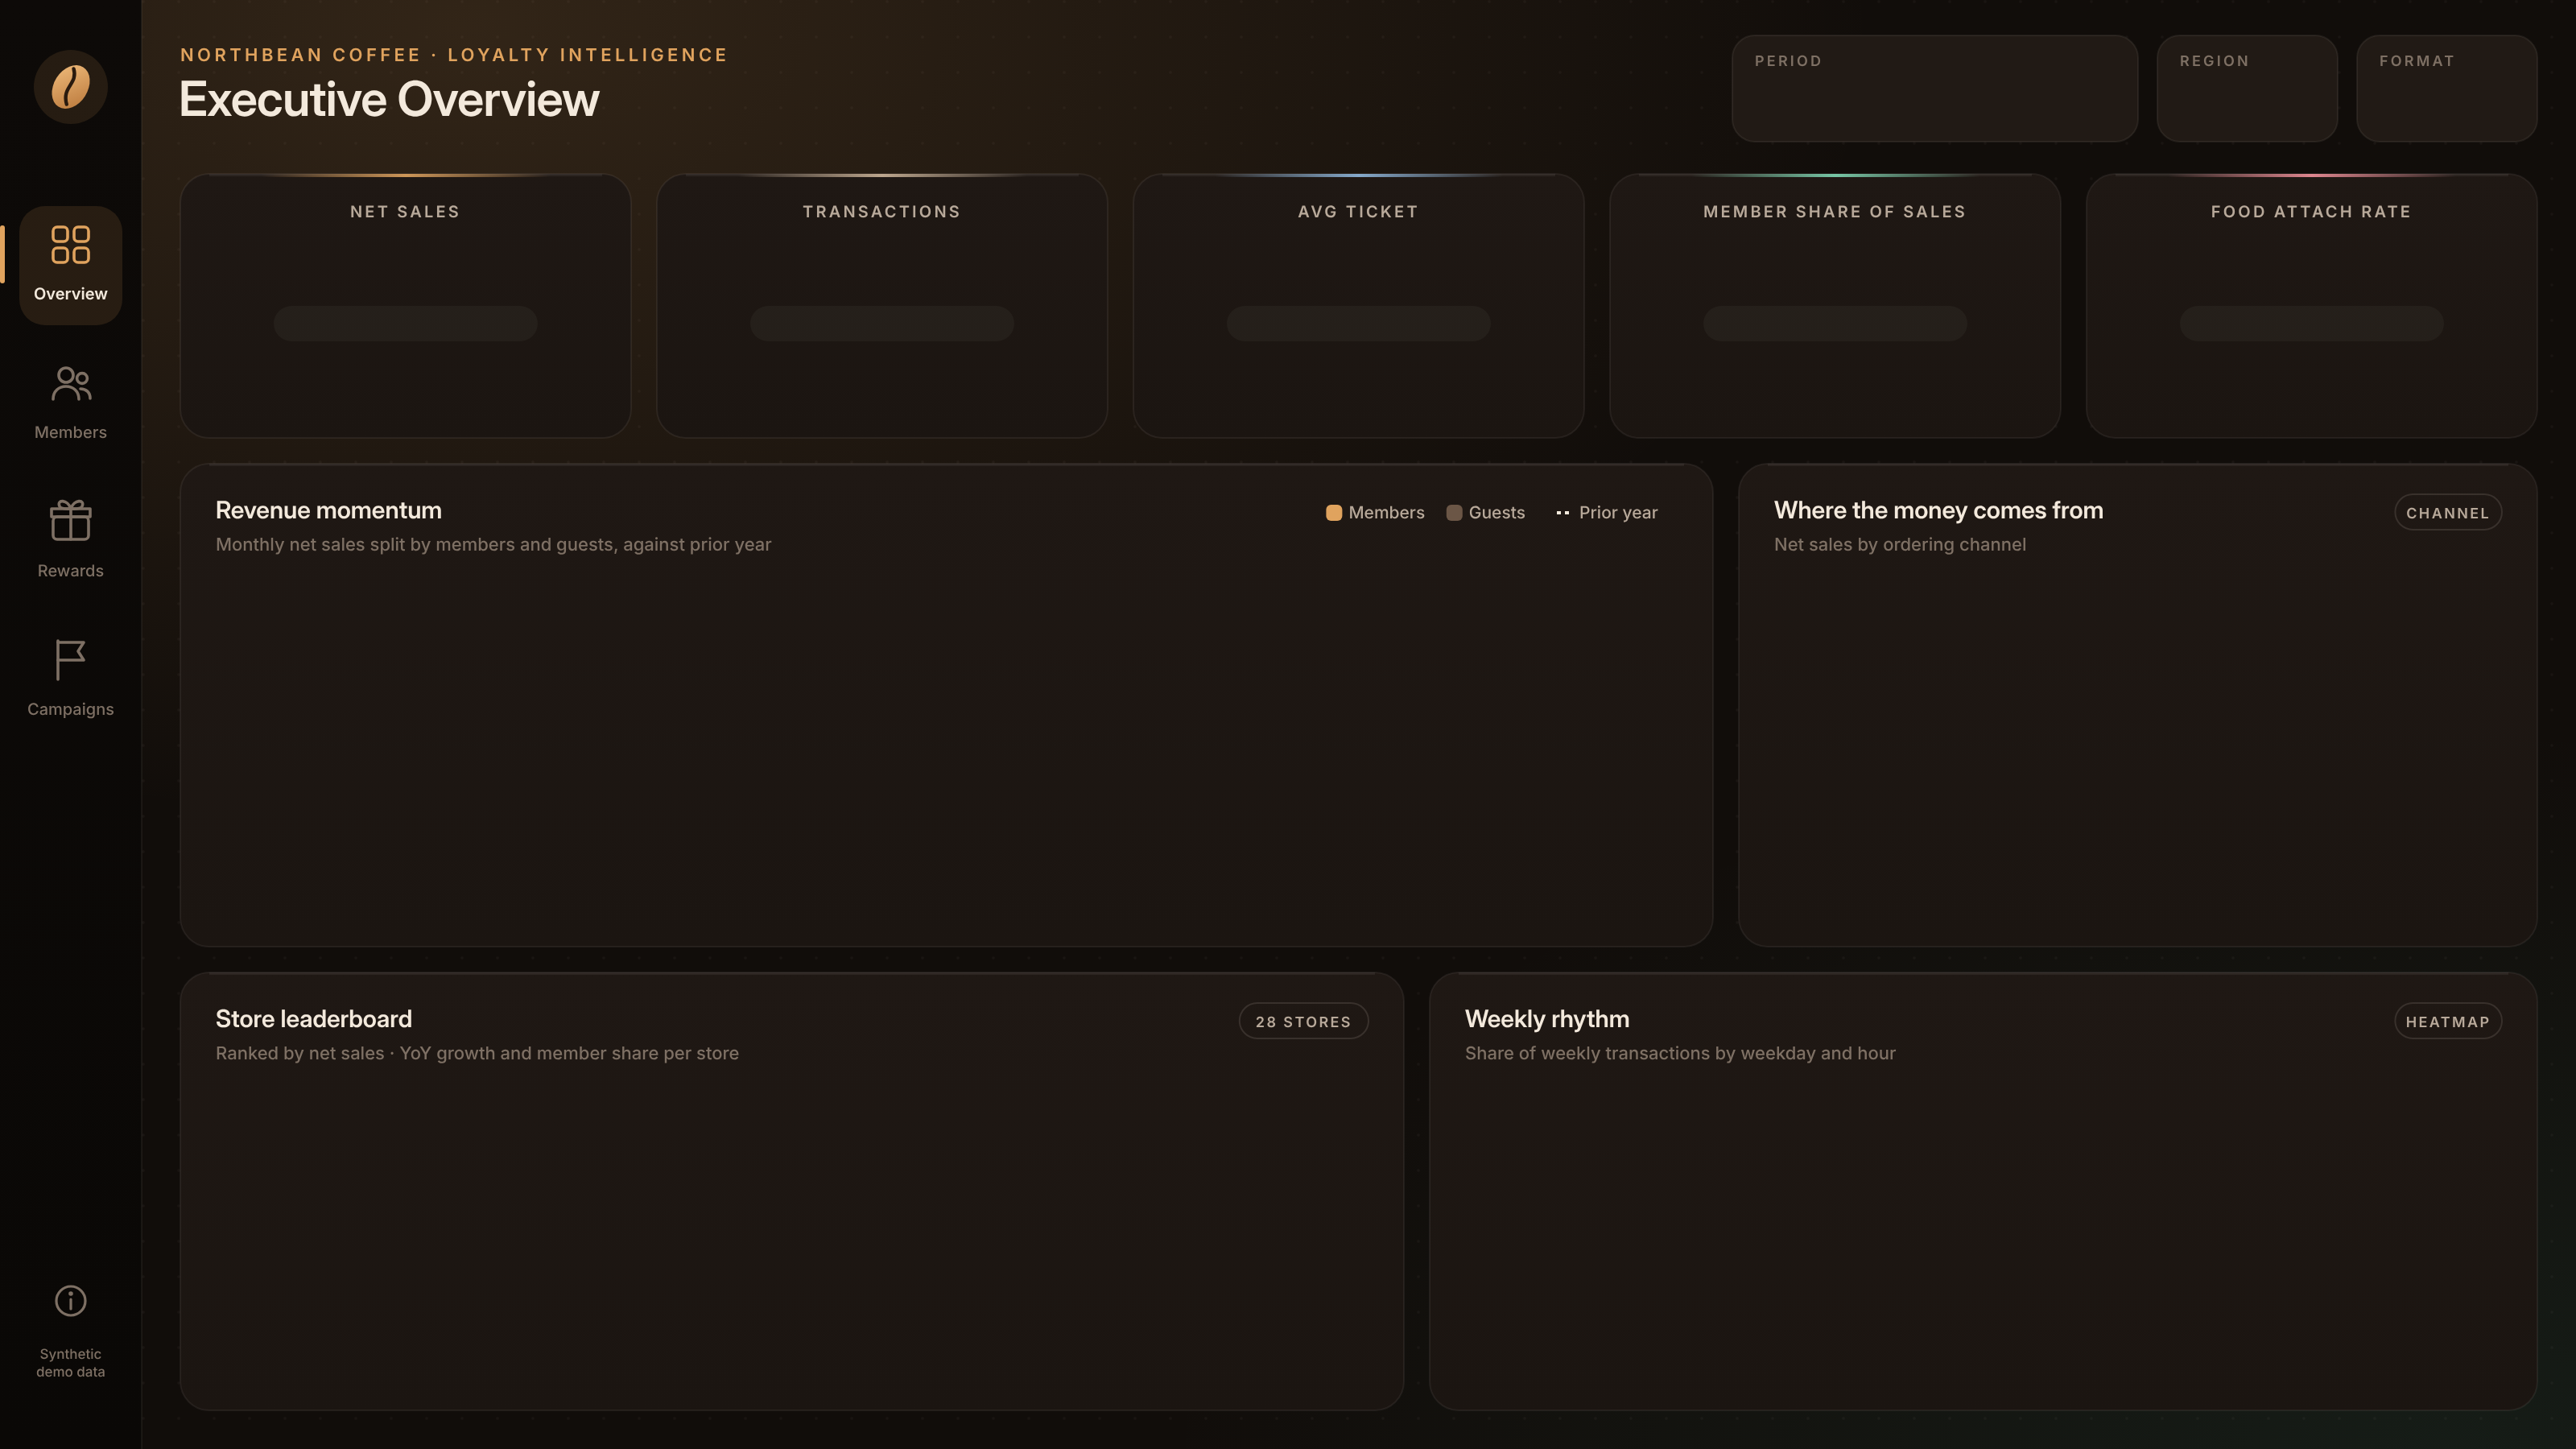 NORTHBEAN COFFEE · LOYALTY INTELLIGENCE
Executive Overview
PERIOD
REGION
FORMAT
Overview
Members
Rewards
Campaigns
Synthetic
demo data
NET SALES
TRANSACTIONS
AVG TICKET
MEMBER SHARE OF SALES
FOOD ATTACH RATE
Revenue momentum
Monthly net sales split by members and guests, against prior year
Members
Guests
Prior year
Where the money comes from
Net sales by ordering channel
CHANNEL
Store leaderboard
Ranked by net sales · YoY growth and member share per store
28 STORES
Weekly rhythm
Share of weekly transactions by weekday and hour
HEATMAP